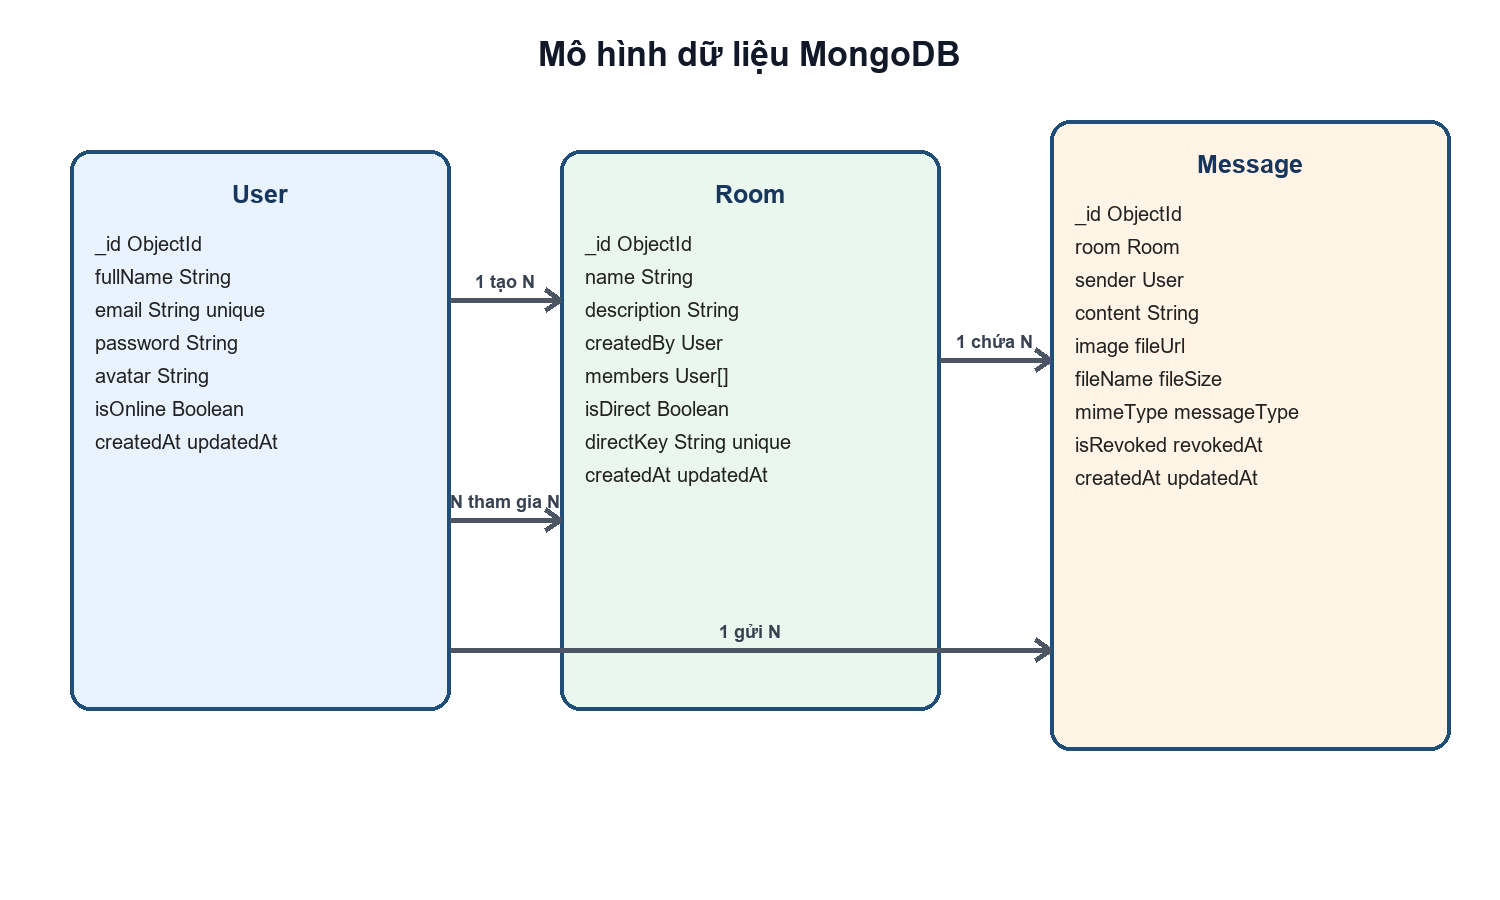 Mô hình dữ liệu MongoDB
User
_id ObjectId
fullName String
email String unique
password String
avatar String
isOnline Boolean
createdAt updatedAt
1 tạo N
N tham gia N
Room
_id ObjectId
name String
description String
createdBy User
members User[]
isDirect Boolean
directKey String unique
createdAt updatedAt
1 chứa N
1 gửi N
Message
_id ObjectId
room Room
sender User
content String
image fileUrl
fileName fileSize
mimeType messageType
isRevoked revokedAt
createdAt updatedAt